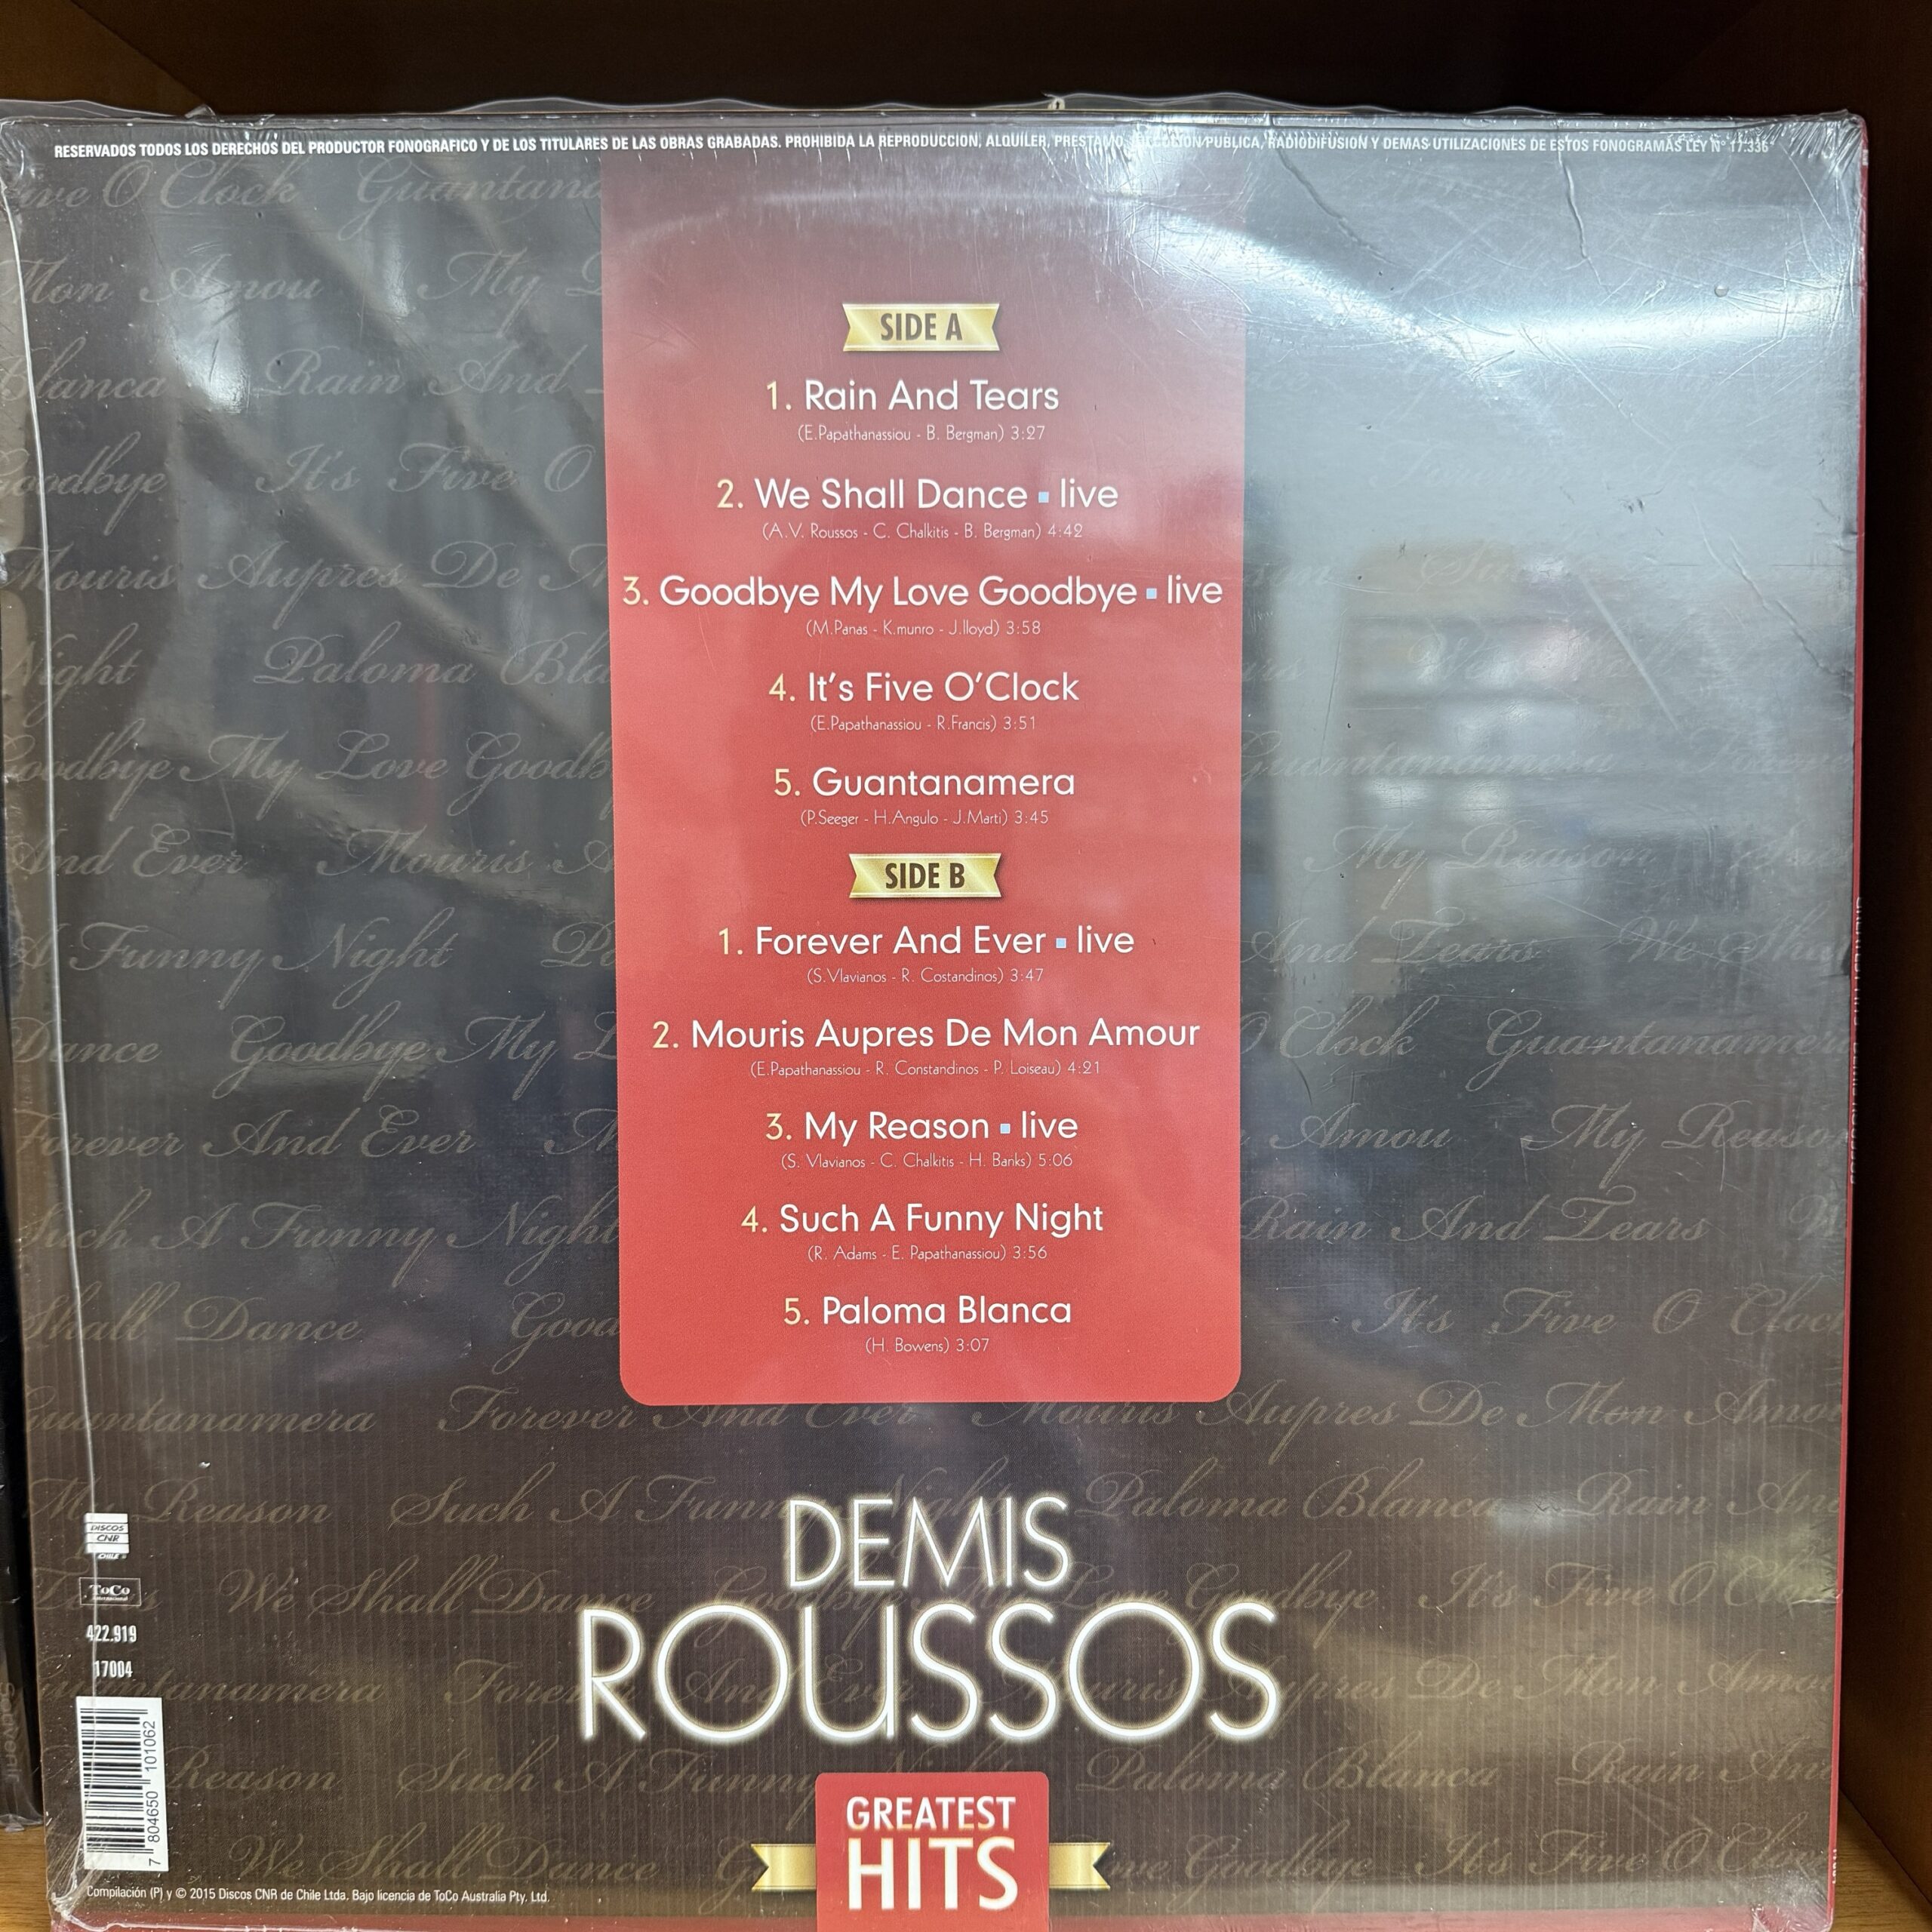 RESERVADOS TODOS LOS DERECHOS DEL PRODUCTOR FONOGRAFICO Y DE LOS TITULARES DE LAS OBRAS GRABADAS. PROHIBIDA LA REPRODUCCION, ALQUILER, PRESTAMO, PUBLICA, RADIODIFUSION Y DEMAS UTILIZACIONES DE ESTOS FONOGRAMAS LEY N° 17.336
SIDE A
1. Rain And Tears
(E.Papathanassiou - B. Bergman) 3:27
2. We Shall Dance ▪ live
(A.V. Roussos - C. Chalkitis - B. Bergman) 4:42
3. Goodbye My Love Goodbye ▪ live
(M.Panas - K.munro - J.lloyd) 3:58
4. It's Five O'Clock
(E.Papathanassiou - R.Francis) 3:51
5. Guantanamera
(P.Seeger - H.Angulo - J.Marti) 3:45
SIDE B
1. Forever And Ever ▪ live
(S.Vlavianos - R. Costandinos) 3:47
2. Mouris Aupres De Mon Amour
(E.Papathanassiou - R. Constandinos - P. Loiseau) 4:21
3. My Reason ▪ live
(S. Vlavianos - C. Chalkitis - H. Banks) 5:06
4. Such A Funny Night
(R. Adams - E. Papathanassiou) 3:56
5. Paloma Blanca
(H. Bowens) 3:07
DEMIS
ROUSSOS
GREATEST
HITS
DISCOS
CNR
CHILE
ToCo
422.919
17004
7 804650 101062
Compilación (P) y © 2015 Discos CNR de Chile Ltda. Bajo licencia de ToCo Australia Pty. Ltd.